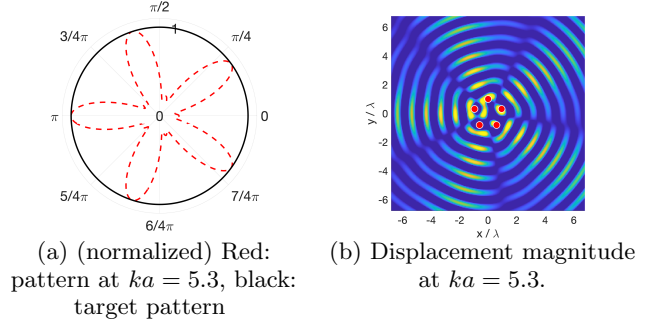 π/2
3/4π
1
π/4
π
0
0
5/4π
7/4π
6/4π
6
4
2
0
-2
-4
-6
y / λ
-6 -4 -2 0 2 4 6
x / λ
(a) (normalized) Red:
pattern at ka = 5.3, black:
target pattern
(b) Displacement magnitude
at ka = 5.3.